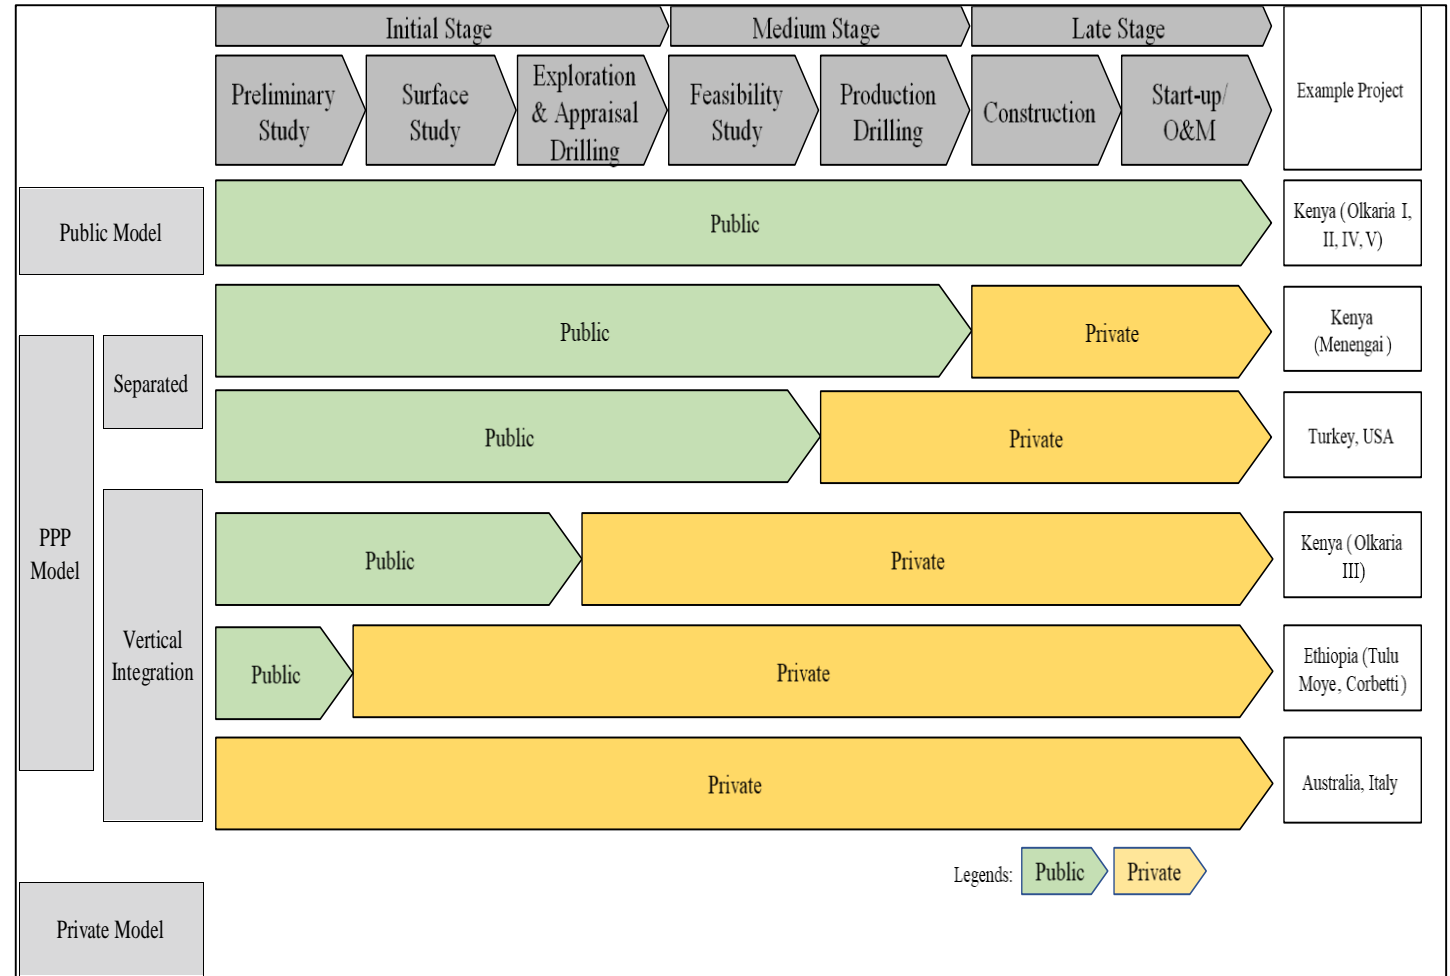 Initial Stage
Medium Stage
Late Stage
Preliminary
Study
Surface
Study
Exploration
& Appraisal
Drilling
Feasibility
Study
Production
Drilling
Construction
Start-up/
O&M
Example Project
Public Model
Public
Kenya (Olkaria I,
II, IV, V)
PPP
Model
Separated
Public
Private
Kenya
(Menengai)
Public
Private
Turkey, USA
Vertical
Integration
Public
Private
Kenya (Olkaria
III)
Public
Private
Ethiopia (Tulu
Moye, Corbetti)
Private
Australia, Italy
Legends:
Public
Private
Private Model